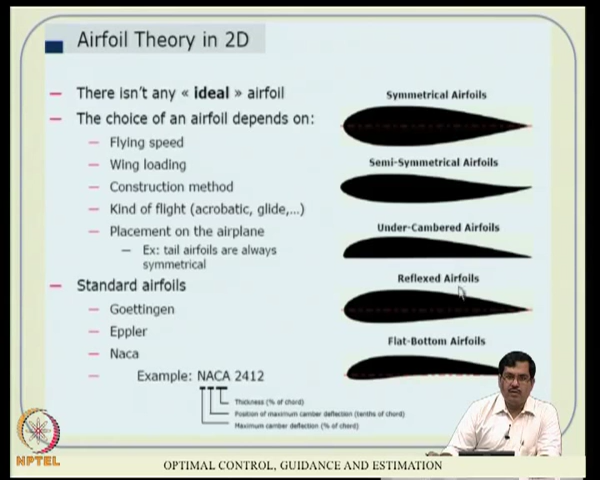 Airfoil Theory in 2D
There isn't any « ideal » airfoil
The choice of an airfoil depends on:
Flying speed
Wing loading
Construction method
Kind of flight (acrobatic, glide,...)
Placement on the airplane
Ex: tail airfoils are always
symmetrical
Standard airfoils
Goettingen
Eppler
Naca
Example: NACA 2412
Thickness (% of chord)
Position of maximum camber deflection (tenths of chord)
Maximum camber deflection (% of chord)
Symmetrical Airfoils
Semi-Symmetrical Airfoils
Under-Cambered Airfoils
Reflexed Airfoils
Flat-Bottom Airfoils
NPTEL
OPTIMAL CONTROL, GUIDANCE AND ESTIMATION